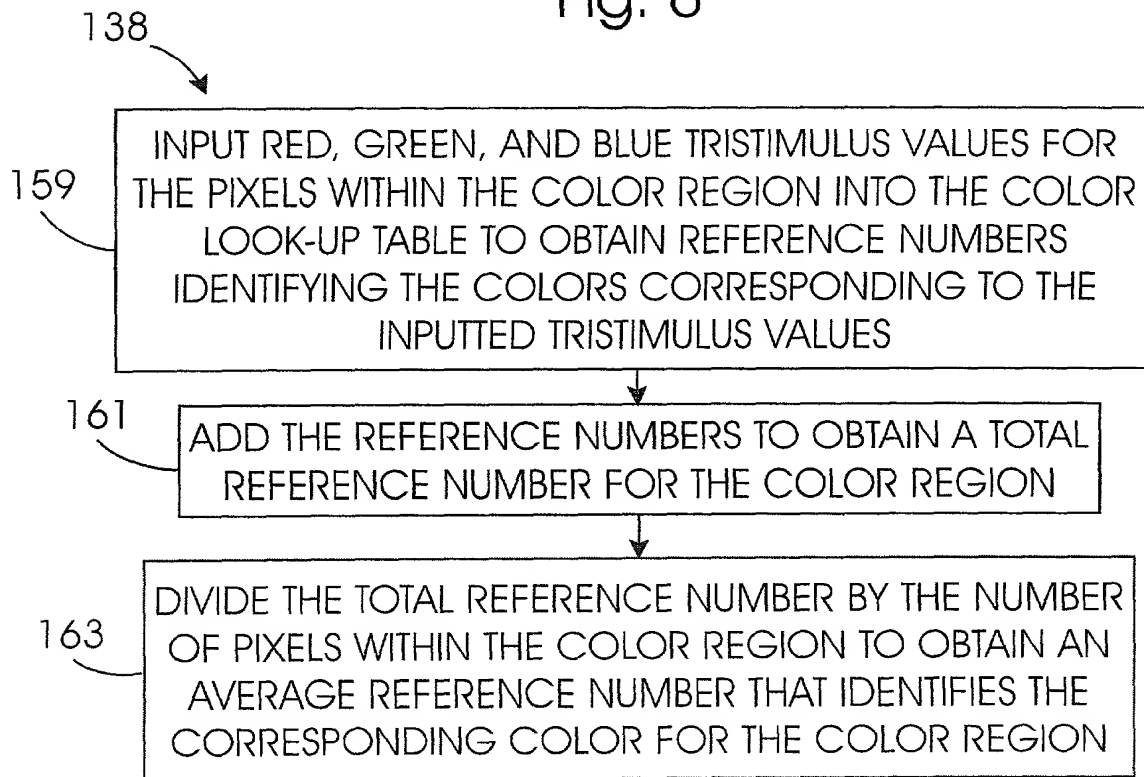 Fig. 8
138
159
INPUT RED, GREEN, AND BLUE TRISTIMULUS VALUES FOR
THE PIXELS WITHIN THE COLOR REGION INTO THE COLOR
LOOK-UP TABLE TO OBTAIN REFERENCE NUMBERS
IDENTIFYING THE COLORS CORRESPONDING TO THE
INPUTTED TRISTIMULUS VALUES
161
ADD THE REFERENCE NUMBERS TO OBTAIN A TOTAL
REFERENCE NUMBER FOR THE COLOR REGION
163
DIVIDE THE TOTAL REFERENCE NUMBER BY THE NUMBER
OF PIXELS WITHIN THE COLOR REGION TO OBTAIN AN
AVERAGE REFERENCE NUMBER THAT IDENTIFIES THE
CORRESPONDING COLOR FOR THE COLOR REGION